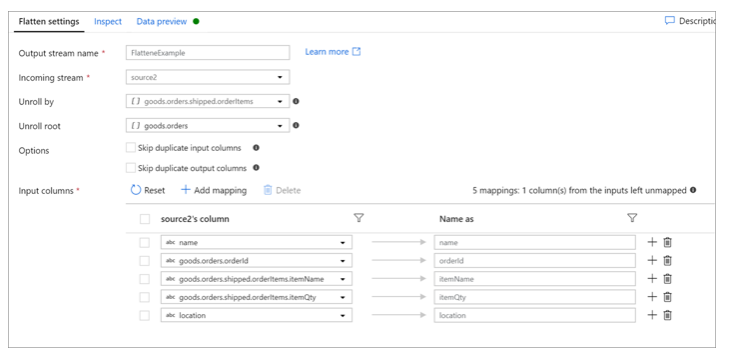 Flatten settings Inspect Data preview Descriptio
Output stream name * FlatteneExample Learn more
Incoming stream * source2
Unroll by [ ] goods.orders.shipped.orderItems
Unroll root [ ] goods.orders
Options Skip duplicate input columns
Skip duplicate output columns
Input columns * Reset + Add mapping Delete 5 mappings: 1 column(s) from the inputs left unmapped
source2's column Name as
abc name name
abc goods.orders.orderId orderId
abc goods.orders.shipped.orderItems.itemName itemName
abc goods.orders.shipped.orderItems.itemQty itemQty
abc location location